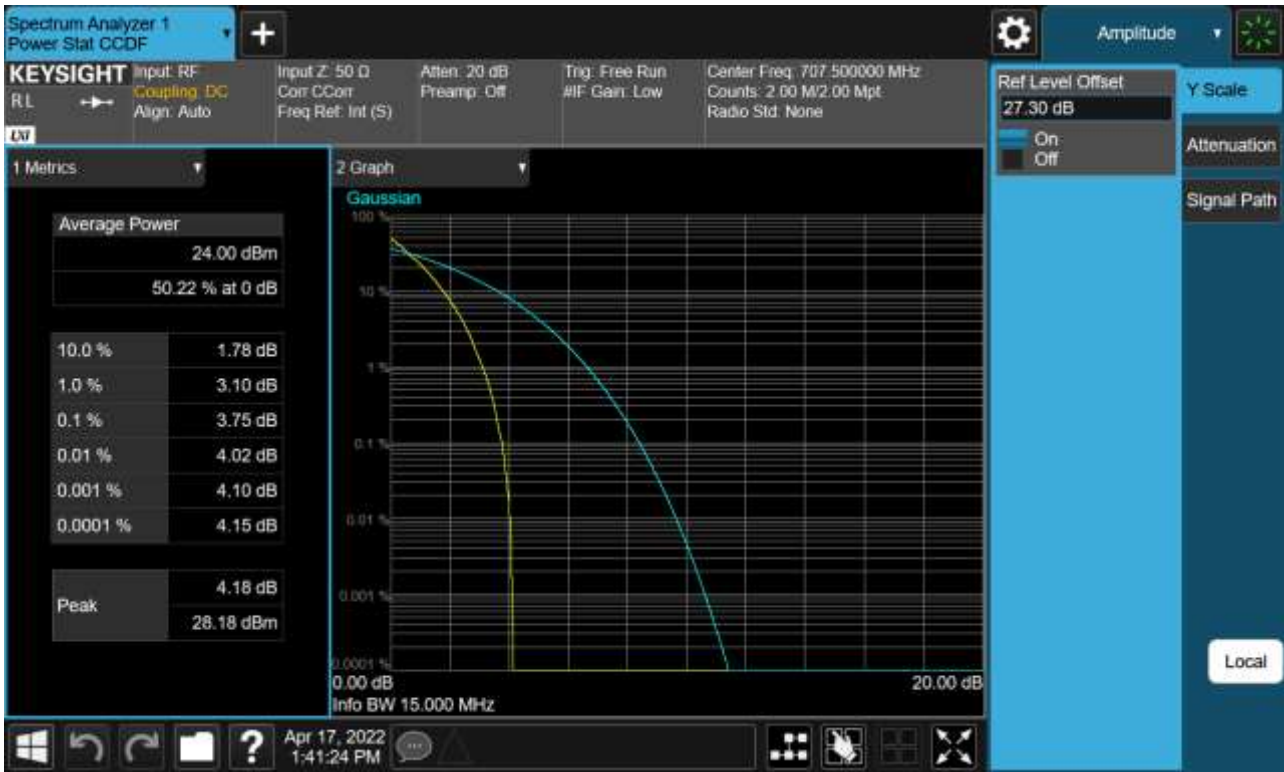 Spectrum Analyzer 1
Power Stat CCDF
+
Amplitude
KEYSIGHT
RL
LXI
Input: RF
Coupling: DC
Align: Auto
Input Z: 50 Ω
Corr CCorr
Freq Ref: Int (S)
Atten: 20 dB
Preamp: Off
Trig: Free Run
#IF Gain: Low
Center Freq: 707.500000 MHz
Counts: 2.00 M/2.00 Mpt
Radio Std: None
Ref Level Offset
27.30 dB
On
Off
Y Scale
Attenuation
Signal Path
Local
1 Metrics
Average Power
24.00 dBm
50.22 % at 0 dB
10.0 % 1.78 dB
1.0 % 3.10 dB
0.1 % 3.75 dB
0.01 % 4.02 dB
0.001 % 4.10 dB
0.0001 % 4.15 dB
Peak
4.18 dB
28.18 dBm
2 Graph
Gaussian
100 %
10 %
1 %
0.1 %
0.01 %
0.001 %
0.0001 %
0.00 dB 20.00 dB
Info BW 15.000 MHz
?
Apr 17, 2022
1:41:24 PM